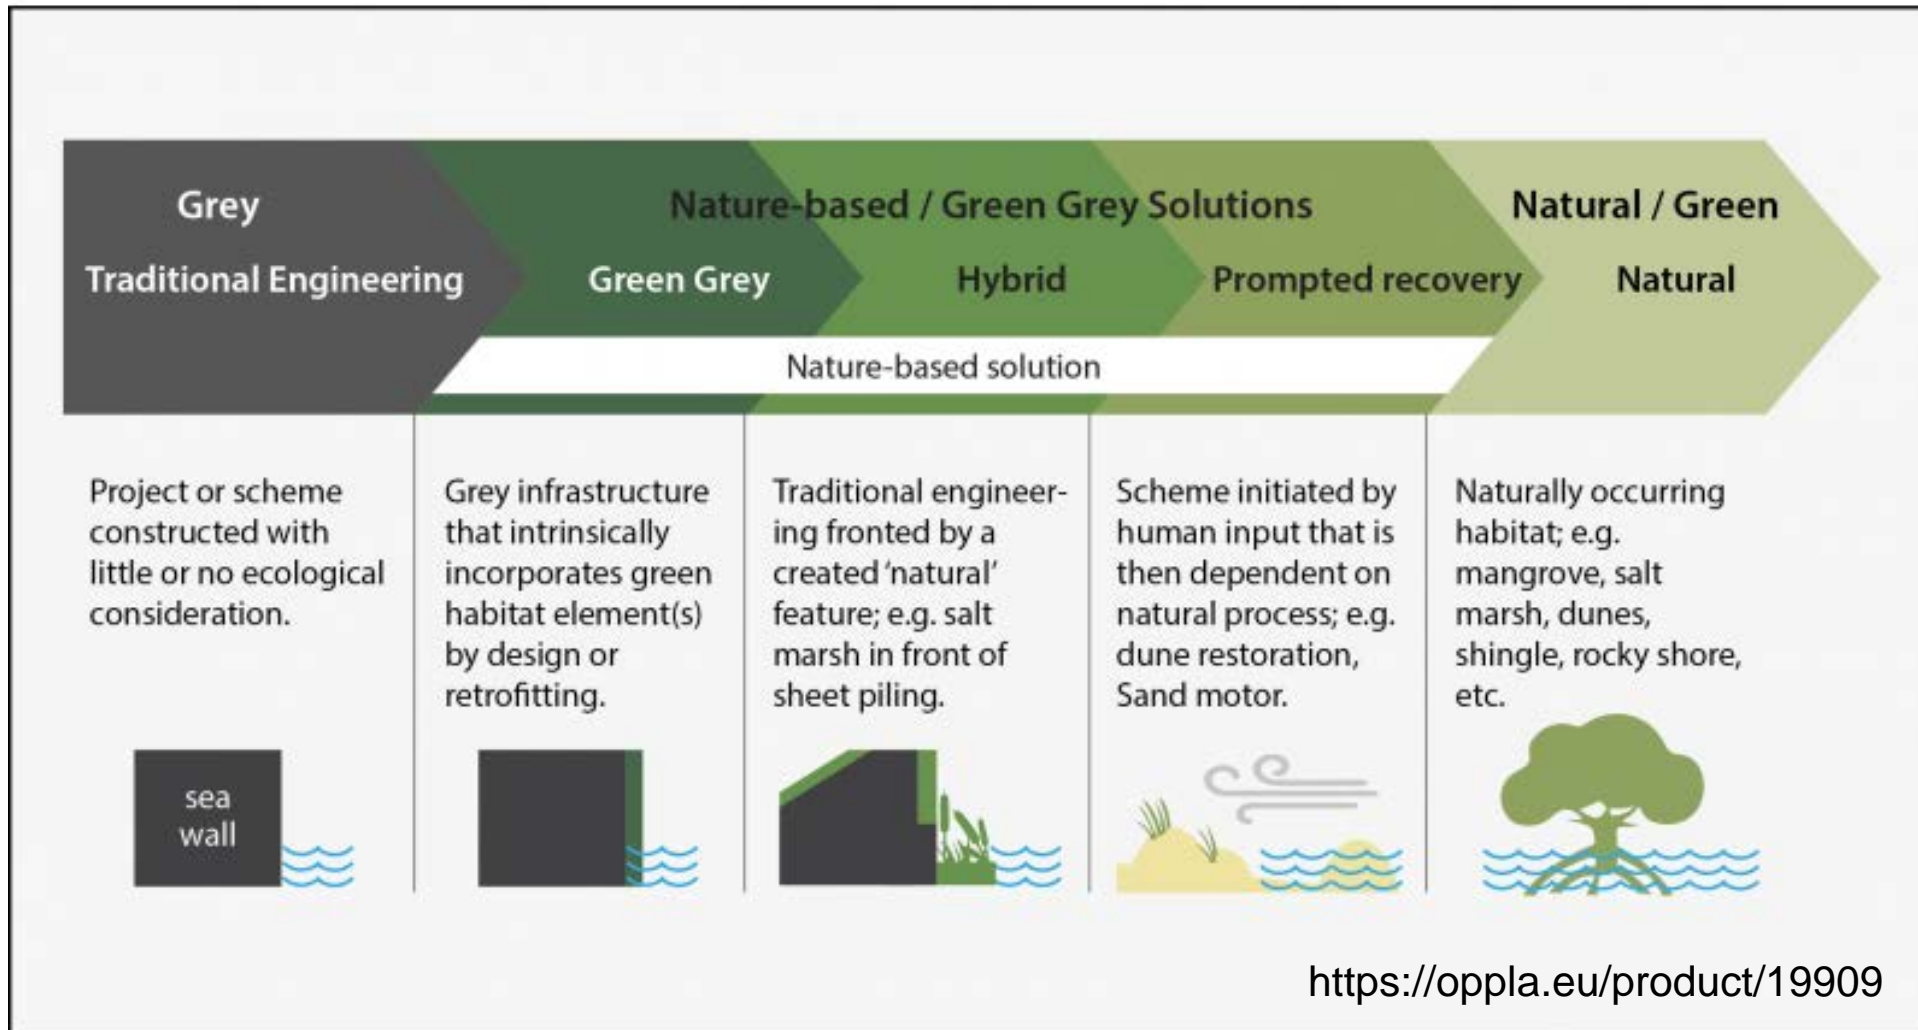 Grey
Nature-based / Green Grey Solutions
Natural / Green
Traditional Engineering
Green Grey
Hybrid
Prompted recovery
Natural
Nature-based solution
Project or scheme
constructed with
little or no ecological
consideration.
Grey infrastructure
that intrinsically
incorporates green
habitat element(s)
by design or
retrofitting.
Traditional engineer-
ing fronted by a
created ‘natural’
feature; e.g. salt
marsh in front of
sheet piling.
Scheme initiated by
human input that is
then dependent on
natural process; e.g.
dune restoration,
Sand motor.
Naturally occurring
habitat; e.g.
mangrove, salt
marsh, dunes,
shingle, rocky shore,
etc.
sea
wall
https://oppla.eu/product/19909